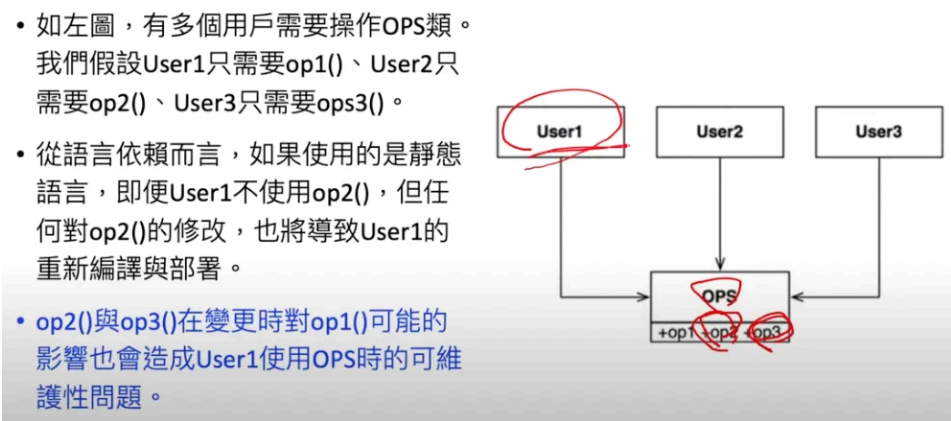 • 如左圖，有多個用戶需要操作OPS類。
我們假設User1只需要op1()、User2只
需要op2()、User3只需要ops3()。
• 從語言依賴而言，如果使用的是靜態
語言，即便User1不使用op2()，但任
何對op2()的修改，也將導致User1的
重新編譯與部署。
• op2()與op3()在變更時對op1()可能的
影響也會造成User1使用OPS時的可維
護性問題。
User1
User2
User3
OPS
+op1 +op2 +op3